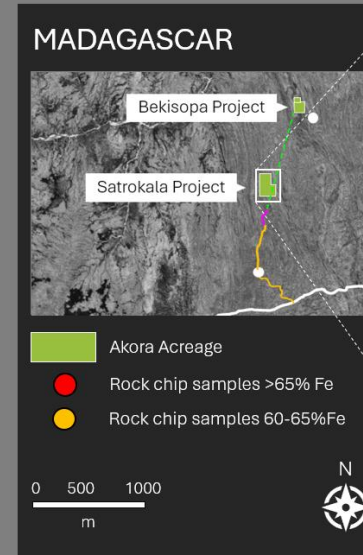 MADAGASCAR
Bekisopa Project
Satrokala Project
Akora Acreage
Rock chip samples >65% Fe
Rock chip samples 60-65%Fe
0 500 1000
m
N